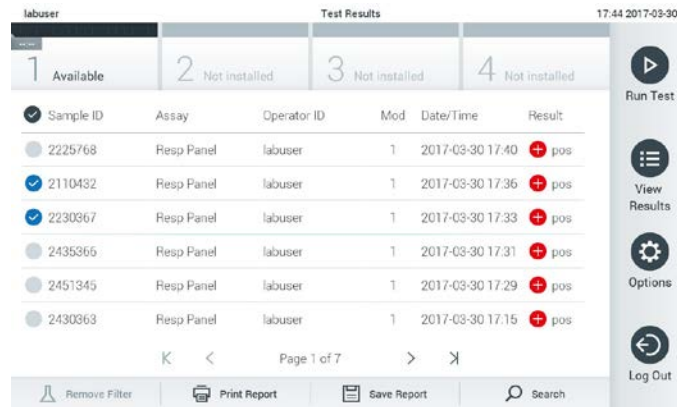 labuser Test Results 17:44 2017-03-30
1 Available 2 Not installed 3 Not installed 4 Not installed
Run Test
Sample ID Assay Operator ID Mod Date/Time Result
2225768 Resp Panel labuser 1 2017-03-30 17:40 pos
2110432 Resp Panel labuser 1 2017-03-30 17:36 pos
2230367 Resp Panel labuser 1 2017-03-30 17:33 pos
View
Results
2435366 Resp Panel labuser 1 2017-03-30 17:31 pos
2451345 Resp Panel labuser 1 2017-03-30 17:29 pos
Options
2430363 Resp Panel labuser 1 2017-03-30 17:15 pos
Page 1 of 7
Log Out
Remove Filter Print Report Save Report Search